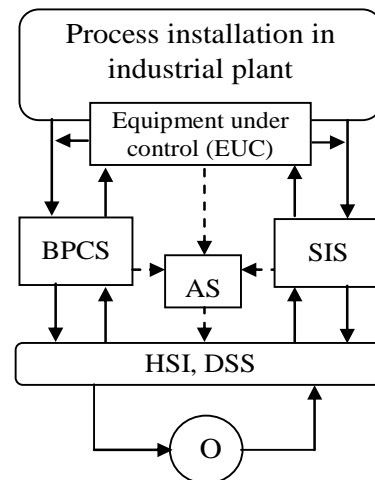 Process installation in
industrial plant
Equipment under
control (EUC)
BPCS
AS
SIS
HSI, DSS
O